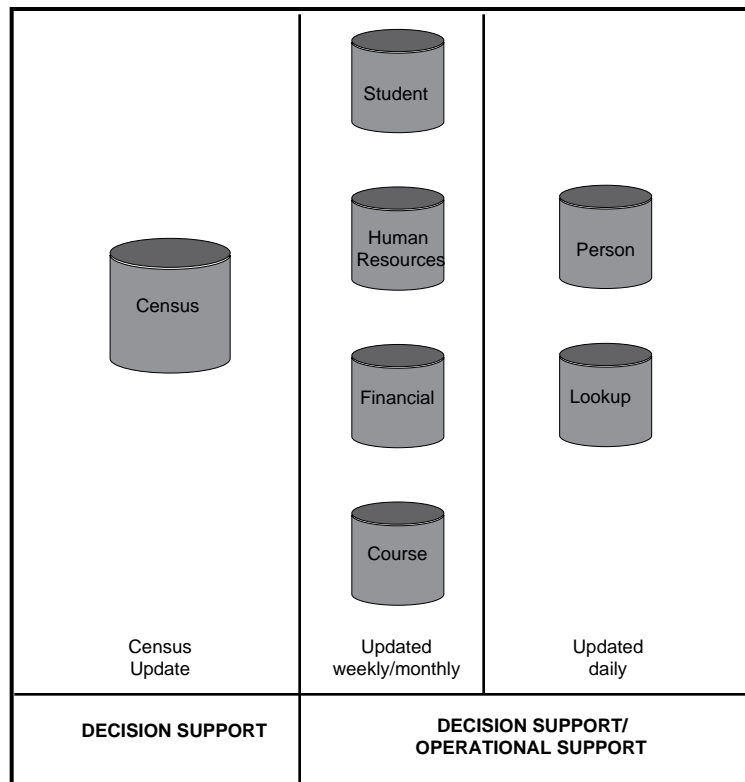 Student
Human
Resources
Person
Census
Financial
Lookup
Course
Census
Update
Updated
weekly/monthly
Updated
daily
DECISION SUPPORT
DECISION SUPPORT/
OPERATIONAL SUPPORT